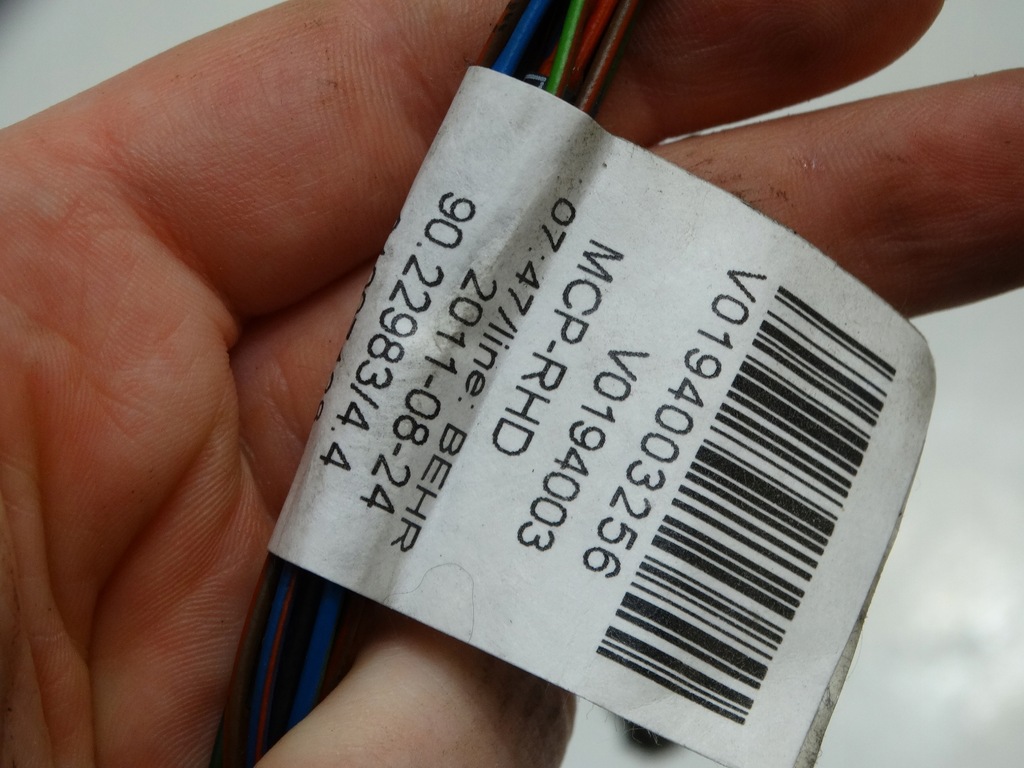 V0194003256
V0194003
MCP-RHD
07:47/line: BEHR
2011-08-24
90.22983/4.4